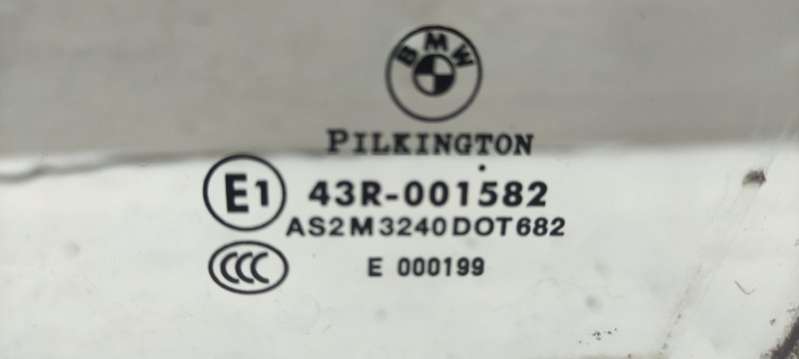 BMW
PILKINGTON
E1 43R-001582
AS2 M3240 DOT682
CCC E 000199